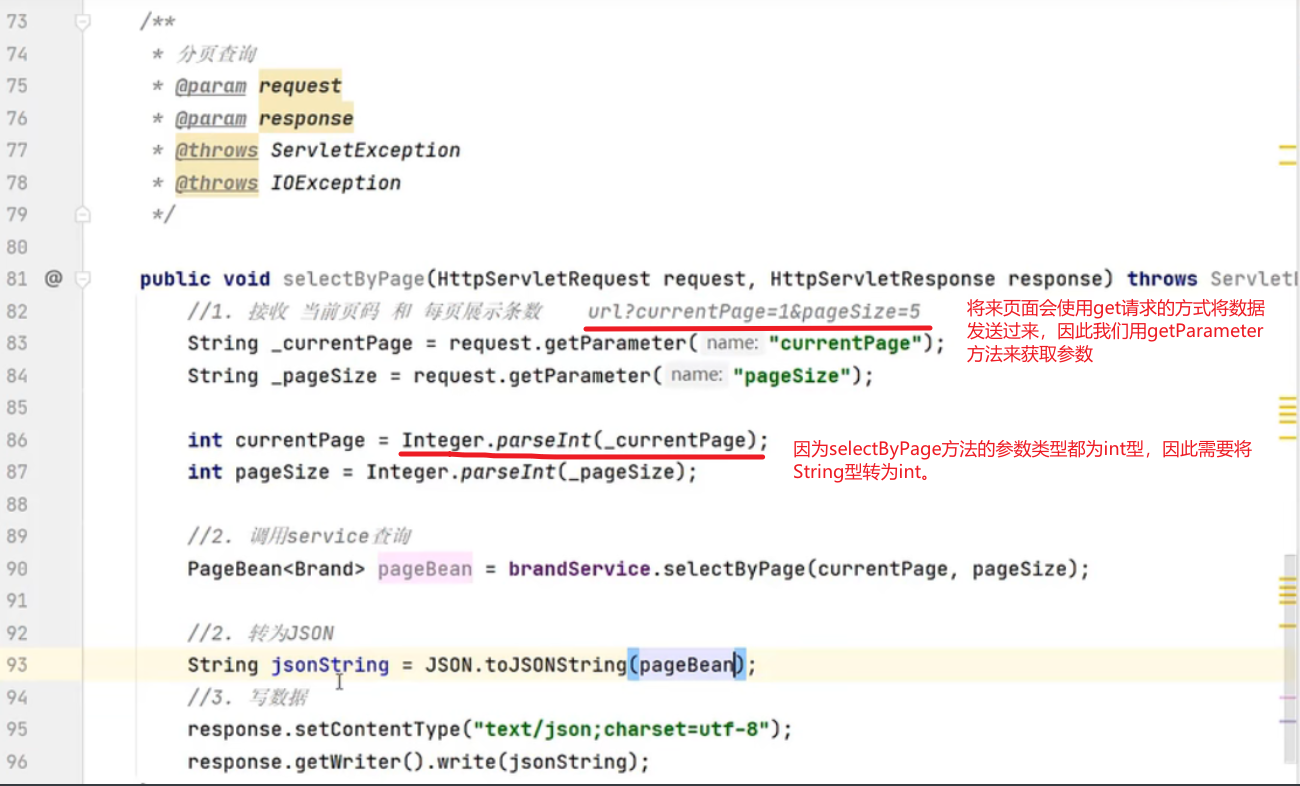 73 /**
74 * 分页查询
75 * @param request
76 * @param response
77 * @throws ServletException
78 * @throws IOException
79 */
80
81 @ public void selectByPage(HttpServletRequest request, HttpServletResponse response) throws Servlet
82 //1. 接收 当前页码 和 每页展示条数 url?currentPage=1&pageSize=5
83 String _currentPage = request.getParameter( name: "currentPage");
84 String _pageSize = request.getParameter( name: "pageSize");
将来页面会使用get请求的方式将数据
发送过来，因此我们用getParameter
方法来获取参数
85
86 int currentPage = Integer.parseInt(_currentPage);
87 int pageSize = Integer.parseInt(_pageSize);
因为selectByPage方法的参数类型都为int型，因此需要将
String型转为int。
88
89 //2. 调用service查询
90 PageBean<Brand> pageBean = brandService.selectByPage(currentPage, pageSize);
91
92 //2. 转为JSON
93 String jsonString = JSON.toJSONString(pageBean);
94 //3. 写数据
95 response.setContentType("text/json;charset=utf-8");
96 response.getWriter().write(jsonString);